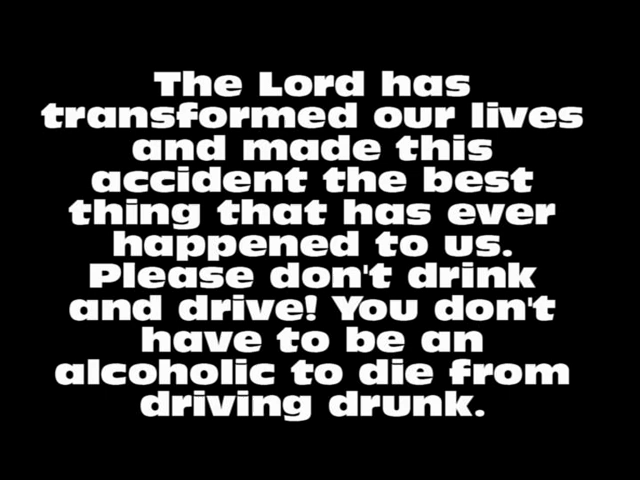 The Lord has
transformed our lives
and made this
accident the best
thing that has ever
happened to us.
Please don't drink
and drive! You don't
have to be an
alcoholic to die from
driving drunk.